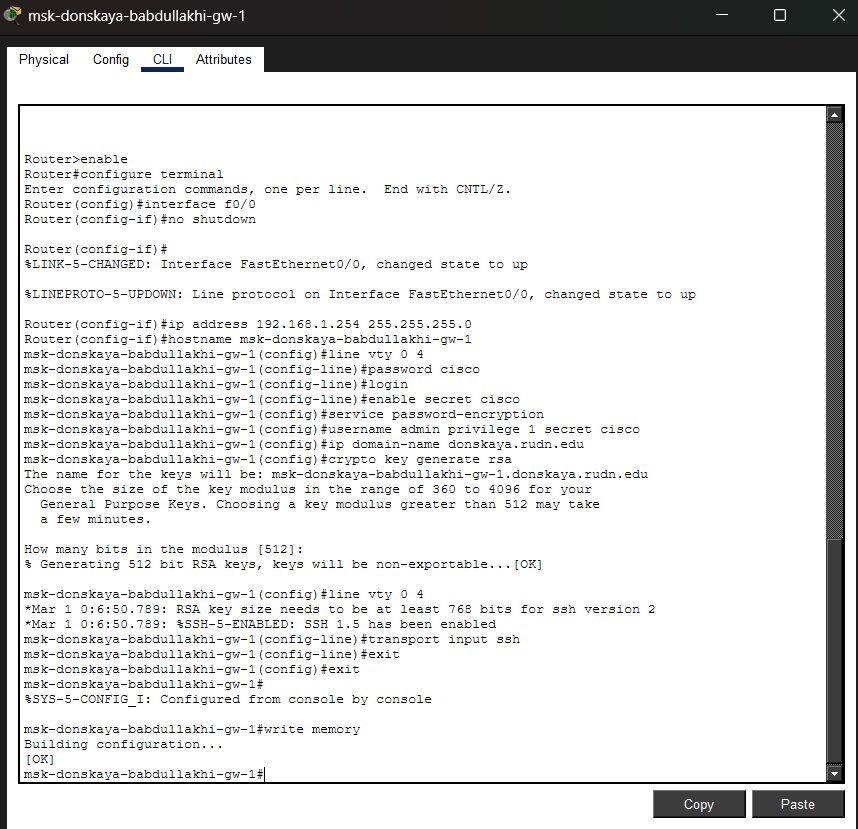 msk-donskaya-babdullakhi-gw-1
Physical Config CLI Attributes
Router>enable
Router#configure terminal
Enter configuration commands, one per line.  End with CNTL/Z.
Router(config)#interface f0/0
Router(config-if)#no shutdown
Router(config-if)#
%LINK-5-CHANGED: Interface FastEthernet0/0, changed state to up
%LINEPROTO-5-UPDOWN: Line protocol on Interface FastEthernet0/0, changed state to up
Router(config-if)#ip address 192.168.1.254 255.255.255.0
Router(config-if)#hostname msk-donskaya-babdullakhi-gw-1
msk-donskaya-babdullakhi-gw-1(config)#line vty 0 4
msk-donskaya-babdullakhi-gw-1(config-line)#password cisco
msk-donskaya-babdullakhi-gw-1(config-line)#login
msk-donskaya-babdullakhi-gw-1(config-line)#enable secret cisco
msk-donskaya-babdullakhi-gw-1(config)#service password-encryption
msk-donskaya-babdullakhi-gw-1(config)#username admin privilege 1 secret cisco
msk-donskaya-babdullakhi-gw-1(config)#ip domain-name donskaya.rudn.edu
msk-donskaya-babdullakhi-gw-1(config)#crypto key generate rsa
The name for the keys will be: msk-donskaya-babdullakhi-gw-1.donskaya.rudn.edu
Choose the size of the key modulus in the range of 360 to 4096 for your
  General Purpose Keys. Choosing a key modulus greater than 512 may take
  a few minutes.
How many bits in the modulus [512]:
% Generating 512 bit RSA keys, keys will be non-exportable...[OK]
msk-donskaya-babdullakhi-gw-1(config)#line vty 0 4
*Mar 1 0:6:50.789: RSA key size needs to be at least 768 bits for ssh version 2
*Mar 1 0:6:50.789: %SSH-5-ENABLED: SSH 1.5 has been enabled
msk-donskaya-babdullakhi-gw-1(config-line)#transport input ssh
msk-donskaya-babdullakhi-gw-1(config-line)#exit
msk-donskaya-babdullakhi-gw-1(config)#exit
msk-donskaya-babdullakhi-gw-1#
%SYS-5-CONFIG_I: Configured from console by console
msk-donskaya-babdullakhi-gw-1#write memory
Building configuration...
[OK]
msk-donskaya-babdullakhi-gw-1#
Copy Paste